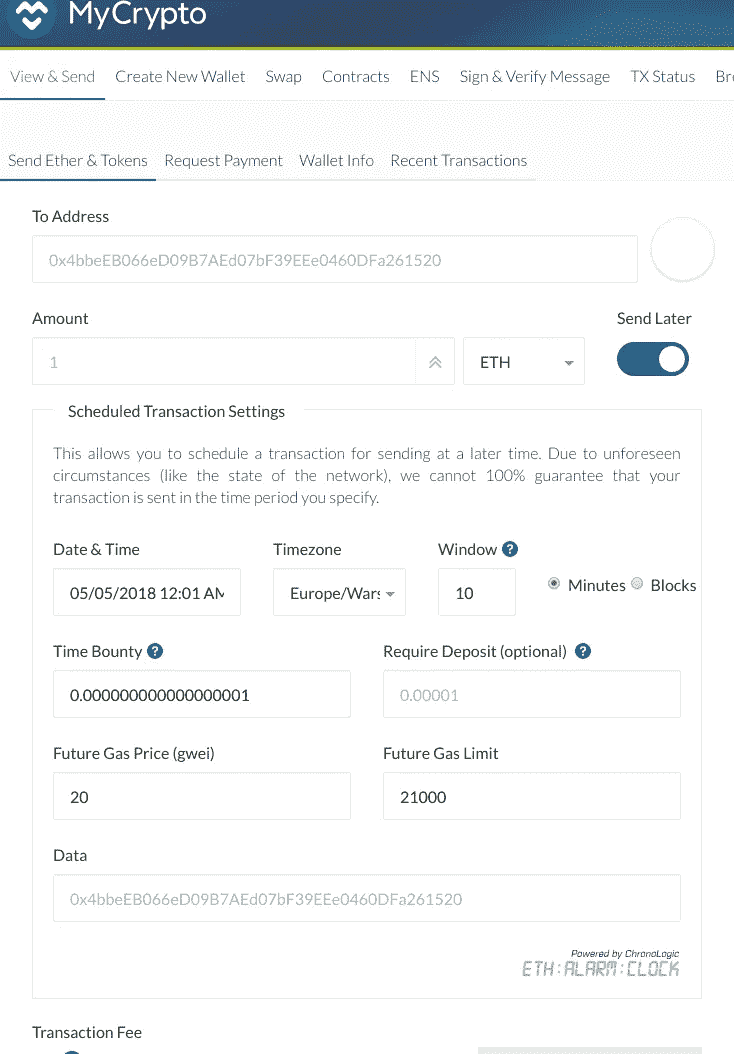 MyCrypto
View & Send Create New Wallet Swap Contracts ENS Sign & Verify Message TX Status Br
Send Ether & Tokens Request Payment Wallet Info Recent Transactions
To Address
0x4bbeEB066eD09B7AEd07bF39EEe0460DFa261520
Amount Send Later
1 ETH
Scheduled Transaction Settings
This allows you to schedule a transaction for sending at a later time. Due to unforeseen
circumstances (like the state of the network), we cannot 100% guarantee that your
transaction is sent in the time period you specify.
Date & Time Timezone Window ?
05/05/2018 12:01 AM Europe/Wars 10 Minutes Blocks
Time Bounty ? Require Deposit (optional) ?
0.000000000000000001 0.00001
Future Gas Price (gwei) Future Gas Limit
20 21000
Data
0x4bbeEB066eD09B7AEd07bF39EEe0460DFa261520
Powered by ChronoLogic
ETH:ALARM:CLOCK
Transaction Fee